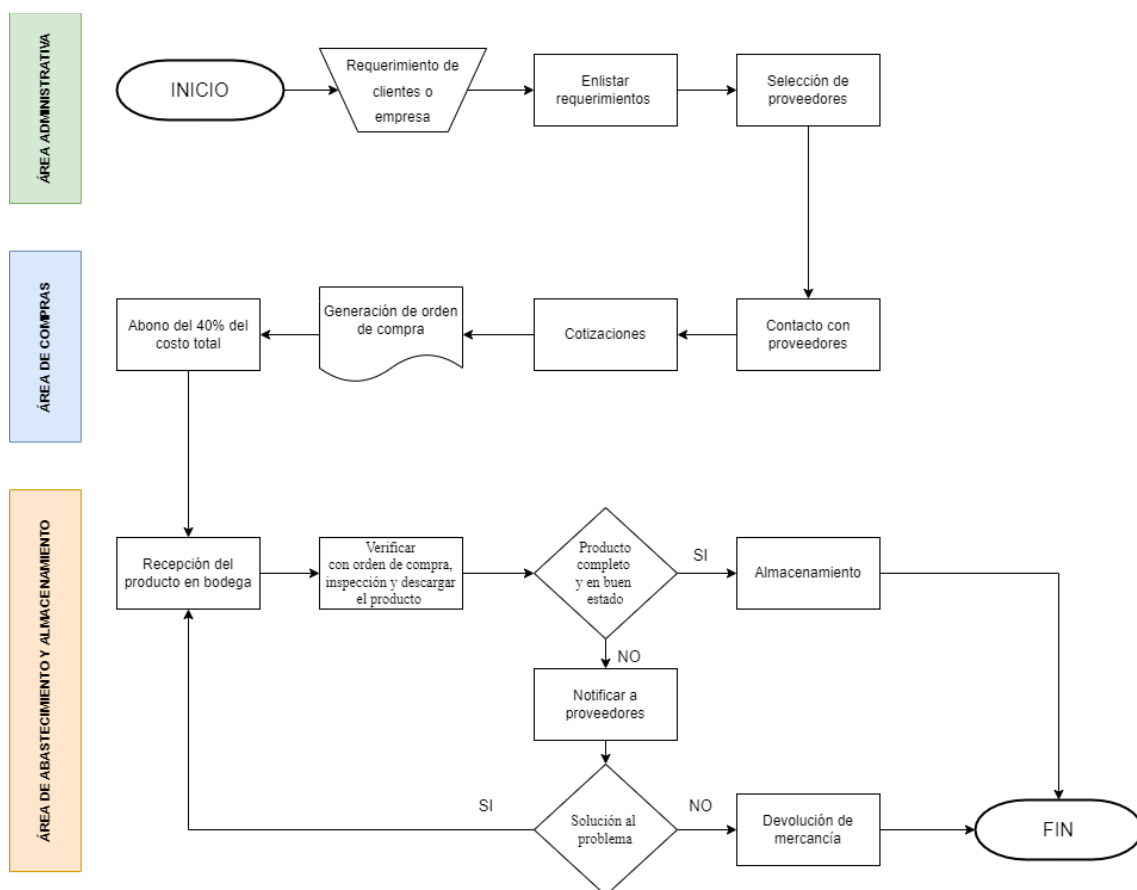 ÁREA ADMINISTRATIVA
INICIO
Requerimiento de
clientes o
empresa
Enlistar
requerimientos
Selección de
proveedores
ÁREA DE COMPRAS
Abono del 40% del
costo total
Generación de orden
de compra
Cotizaciones
Contacto con
proveedores
ÁREA DE ABASTECIMIENTO Y ALMACENAMIENTO
Recepción del
producto en bodega
Verificar
con orden de compra,
inspección y descargar
el producto
Producto
completo
y en buen
estado
SI
Almacenamiento
NO
Notificar a
proveedores
SI
Solución al
problema
NO
Devolución de
mercancía
FIN